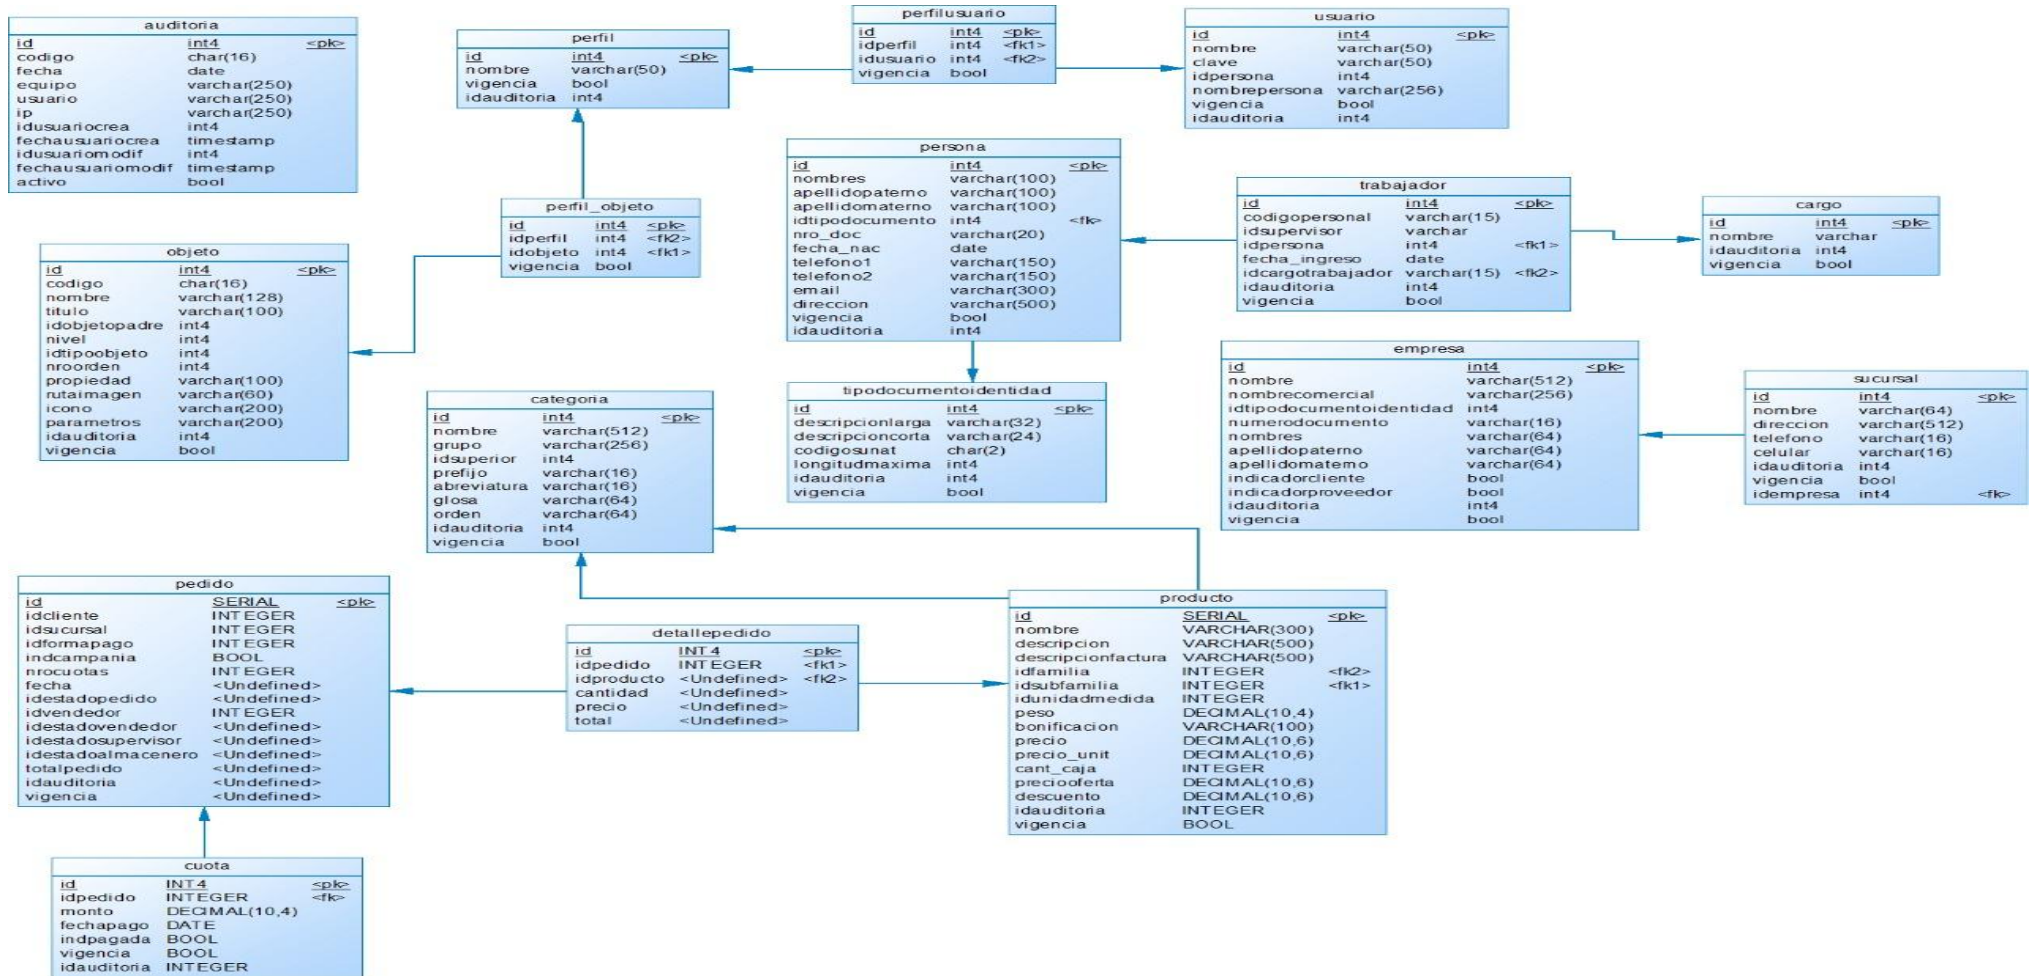 auditoria
id int4 <pk>
codigo char(16)
fecha date
equipo varchar(250)
usuario varchar(250)
ip varchar(250)
idusuariocrea int4
fechausuariocrea timestamp
idusuariomodif int4
fechausuariomodif timestamp
activo bool
perfil
id int4 <pk>
nombre varchar(50)
vigencia bool
idauditoria int4
perfilusuario
id int4 <pk>
idperfil int4 <fk1>
idusuario int4 <fk2>
vigencia bool
usuario
id int4 <pk>
nombre varchar(50)
clave varchar(50)
idpersona int4
nombrepersona varchar(256)
vigencia bool
idauditoria int4
persona
id int4 <pk>
nombres varchar(100)
apellidopaterno varchar(100)
apellidomaterno varchar(100)
idtipodocumento int4 <fk>
nro_doc varchar(20)
fecha_nac date
telefono1 varchar(150)
telefono2 varchar(150)
email varchar(300)
direccion varchar(500)
vigencia bool
idauditoria int4
trabajador
id int4 <pk>
codigopersonal varchar(15)
idsupervisor varchar
idpersona int4 <fk1>
fecha_ingreso date
idcargotrabajador varchar(15) <fk2>
idauditoria int4
vigencia bool
cargo
id int4 <pk>
nombre varchar
idauditoria int4
vigencia bool
perfil_objeto
id int4 <pk>
idperfil int4 <fk2>
idobjeto int4 <fk1>
vigencia bool
objeto
id int4 <pk>
codigo char(16)
nombre varchar(128)
titulo varchar(100)
idobjetopadre int4
nivel int4
idtipoobjeto int4
nroorden int4
propiedad varchar(100)
rutaimagen varchar(60)
icono varchar(200)
parametros varchar(200)
idauditoria int4
vigencia bool
categoria
id int4 <pk>
nombre varchar(512)
grupo varchar(256)
idsuperior int4
prefijo varchar(16)
abreviatura varchar(16)
glosa varchar(64)
orden varchar(64)
idauditoria int4
vigencia bool
tipodocumentoidentidad
id int4 <pk>
descripcionlarga varchar(32)
descripcioncorta varchar(24)
codigosunat char(2)
longitudmaxima int4
idauditoria int4
vigencia bool
empresa
id int4 <pk>
nombre varchar(512)
nombrecomercial varchar(256)
idtipodocumentoidentidad int4
numerodocumento varchar(16)
nombres varchar(64)
apellidopaterno varchar(64)
apellidomaterno varchar(64)
indicadorcliente bool
indicadorproveedor bool
idauditoria int4
vigencia bool
sucursal
id int4 <pk>
nombre varchar(64)
direccion varchar(512)
telefono varchar(16)
celular varchar(16)
idauditoria int4
vigencia bool
idempresa int4 <fk>
pedido
id SERIAL <pk>
idcliente INTEGER
idsucursal INTEGER
idformapago INTEGER
indcampania BOOL
nrocuotas INTEGER
fecha <Undefined>
idestadopedido <Undefined>
idvendedor INTEGER
idestadovendedor <Undefined>
idestadosupervisor <Undefined>
idestadoalmacenero <Undefined>
totalpedido <Undefined>
idauditoria <Undefined>
vigencia <Undefined>
detallepedido
id INT4 <pk>
idpedido INTEGER <fk1>
idproducto <Undefined> <fk2>
cantidad <Undefined>
precio <Undefined>
total <Undefined>
producto
id SERIAL <pk>
nombre VARCHAR(300)
descripcion VARCHAR(500)
descripcionfactura VARCHAR(500)
idfamilia INTEGER <fk2>
idsubfamilia INTEGER <fk1>
idunidadmedida INTEGER
peso DECIMAL(10,4)
bonificacion VARCHAR(100)
precio DECIMAL(10,6)
precio_unit DECIMAL(10,6)
cant_caja INTEGER
preciooferta DECIMAL(10,6)
descuento DECIMAL(10,6)
idauditoria INTEGER
vigencia BOOL
cuota
id INT4 <pk>
idpedido INTEGER <fk>
monto DECIMAL(10,4)
fechapago DATE
indpagada BOOL
vigencia BOOL
idauditoria INTEGER